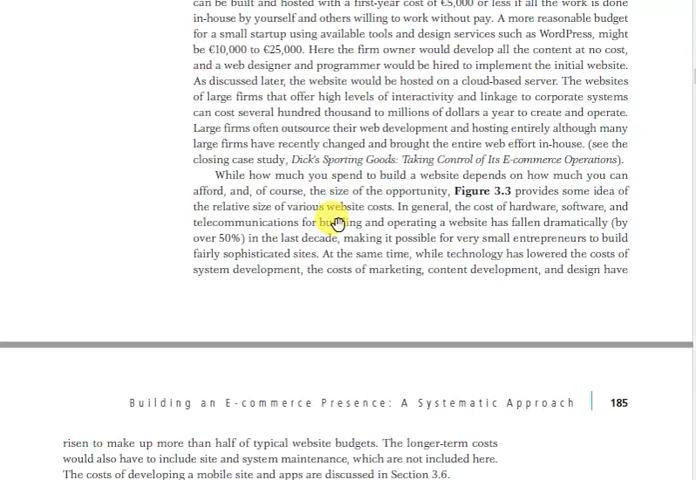 can be built and hosted with a first-year cost of €5,000 or less if all the work is done
in-house by yourself and others willing to work without pay. A more reasonable budget
for a small startup using available tools and design services such as WordPress, might
be €10,000 to €25,000. Here the firm owner would develop all the content at no cost,
and a web designer and programmer would be hired to implement the initial website.
As discussed later, the website would be hosted on a cloud-based server. The websites
of large firms that offer high levels of interactivity and linkage to corporate systems
can cost several hundred thousand to millions of dollars a year to create and operate.
Large firms often outsource their web development and hosting entirely although many
large firms have recently changed and brought the entire web effort in-house. (see the
closing case study, Dick's Sporting Goods: Taking Control of Its E-commerce Operations).
While how much you spend to build a website depends on how much you can
afford, and, of course, the size of the opportunity, Figure 3.3 provides some idea of
the relative size of various website costs. In general, the cost of hardware, software, and
telecommunications for building and operating a website has fallen dramatically (by
over 50%) in the last decade, making it possible for very small entrepreneurs to build
fairly sophisticated sites. At the same time, while technology has lowered the costs of
system development, the costs of marketing, content development, and design have
Building an E-commerce Presence: A Systematic Approach 185
risen to make up more than half of typical website budgets. The longer-term costs
would also have to include site and system maintenance, which are not included here.
The costs of developing a mobile site and apps are discussed in Section 3.6.